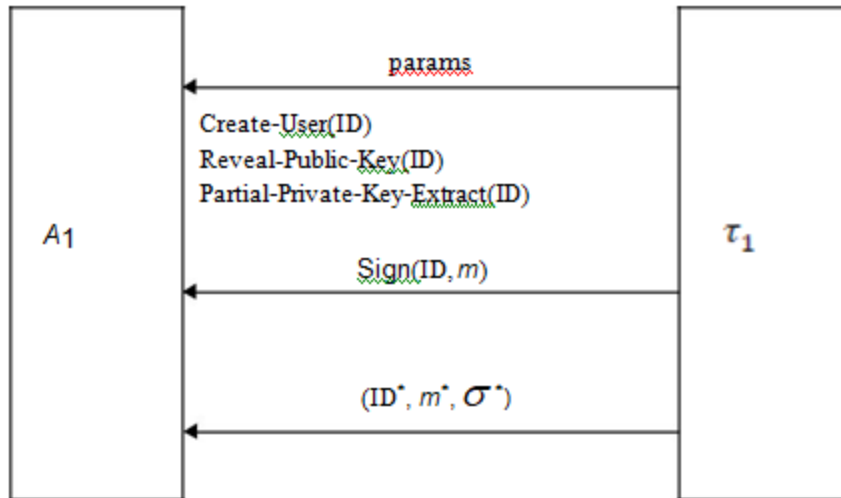 params
Create-User(ID)
Reveal-Public-Key(ID)
Partial-Private-Key-Extract(ID)
A1
τ1
Sign(ID, m)
(ID*, m*, σ*)